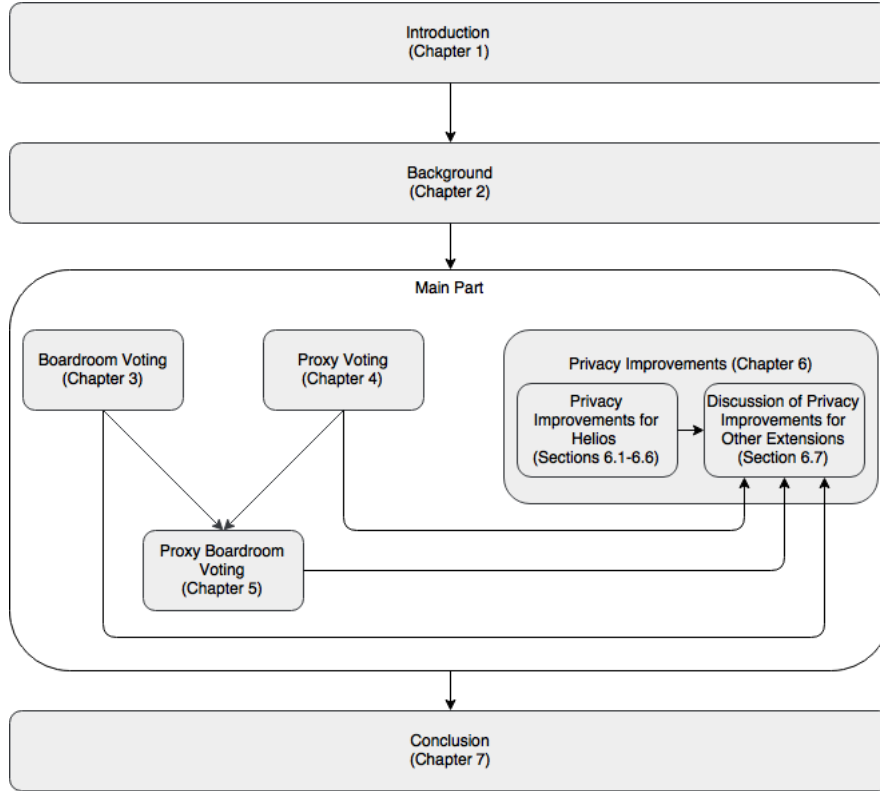 Introduction
(Chapter 1)
Background
(Chapter 2)
Main Part
Boardroom Voting
(Chapter 3)
Proxy Voting
(Chapter 4)
Privacy Improvements (Chapter 6)
Privacy
Improvements for
Helios
(Sections 6.1-6.6)
Discussion of Privacy
Improvements for
Other Extensions
(Section 6.7)
Proxy Boardroom
Voting
(Chapter 5)
Conclusion
(Chapter 7)